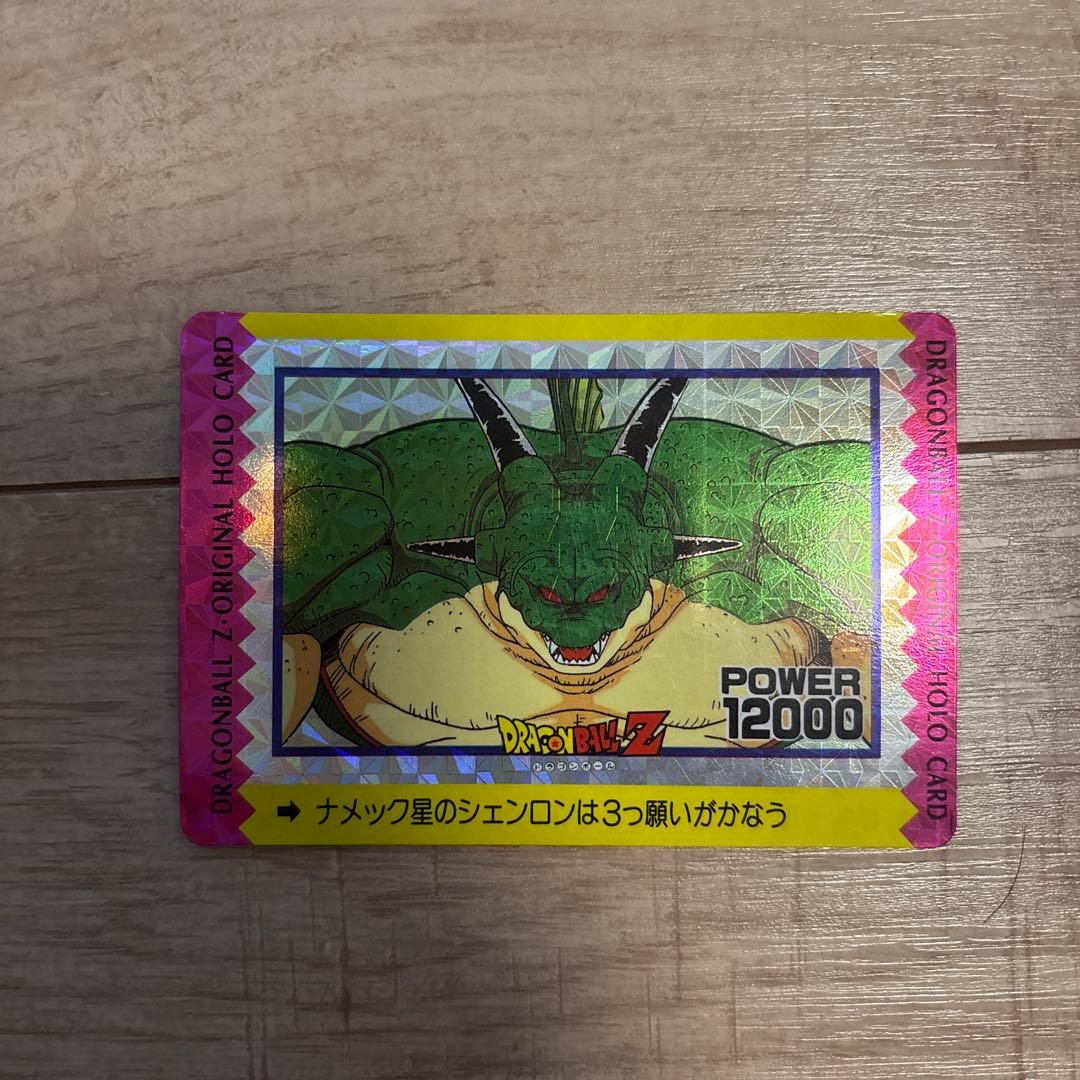 DRAGONBALL Z·ORIGINAL HOLO CARD
POWER
12000
DRAGONBALL Z
ドラゴンボール
➡ ナメック星のシェンロンは3っ願いがかなう
DRAGONBALL Z·ORIGINAL HOLO CARD